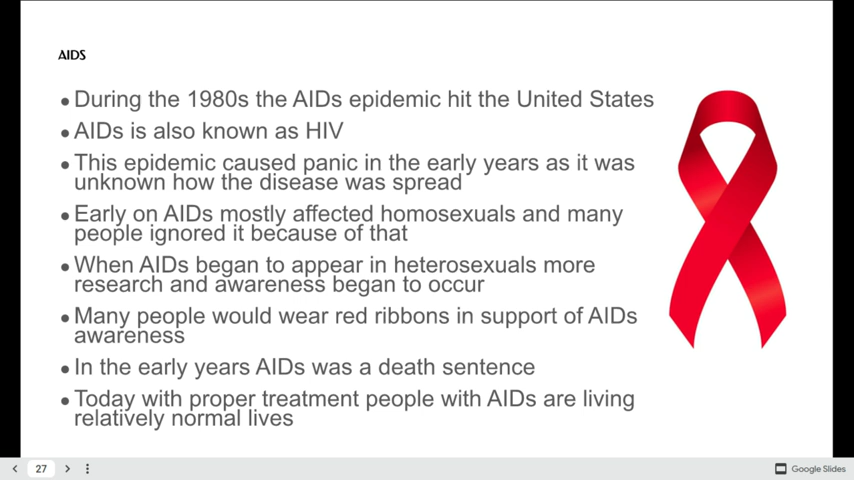 AIDS
• During the 1980s the AIDs epidemic hit the United States
• AIDs is also known as HIV
• This epidemic caused panic in the early years as it was
unknown how the disease was spread
• Early on AIDs mostly affected homosexuals and many
people ignored it because of that
• When AIDs began to appear in heterosexuals more
research and awareness began to occur
• Many people would wear red ribbons in support of AIDs
awareness
• In the early years AIDs was a death sentence
• Today with proper treatment people with AIDs are living
relatively normal lives
27
Google Slides